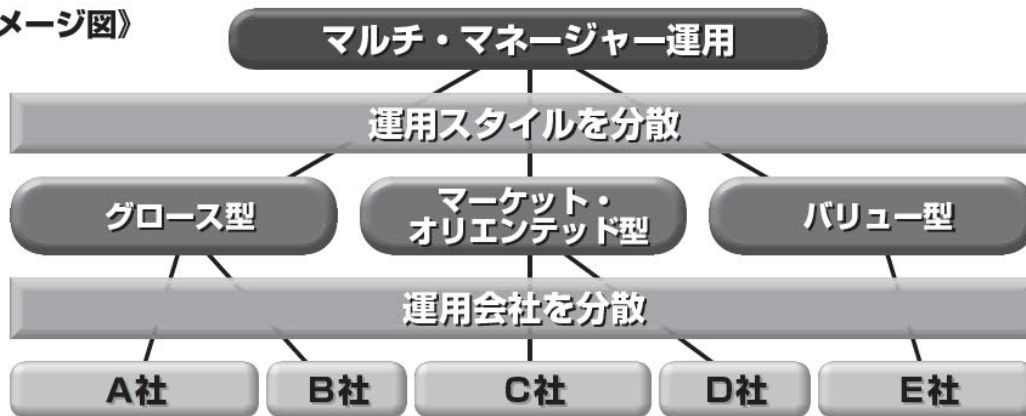 メージ図》
マルチ・マネージャー運用
運用スタイルを分散
グロース型
マーケット・
オリエンテッド型
バリュー型
運用会社を分散
A社
B社
C社
D社
E社